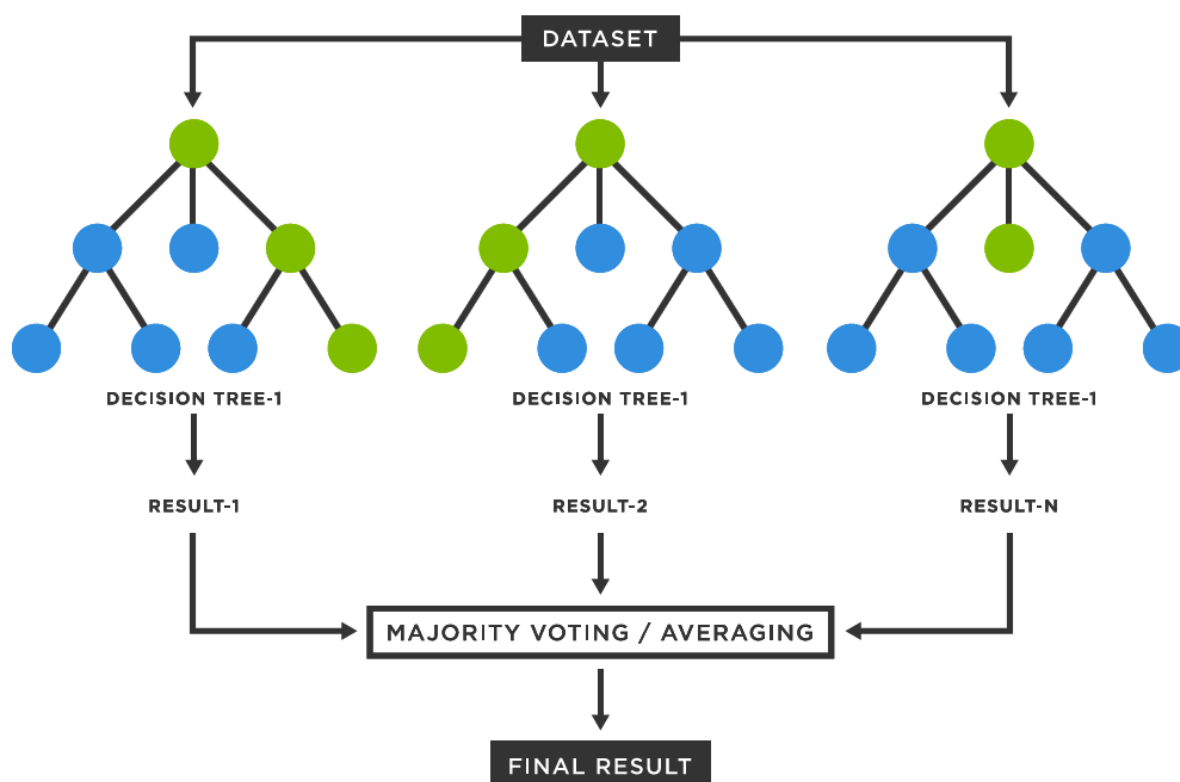 DATASET
DECISION TREE-1
DECISION TREE-1
DECISION TREE-1
RESULT-1
RESULT-2
RESULT-N
MAJORITY VOTING / AVERAGING
FINAL RESULT